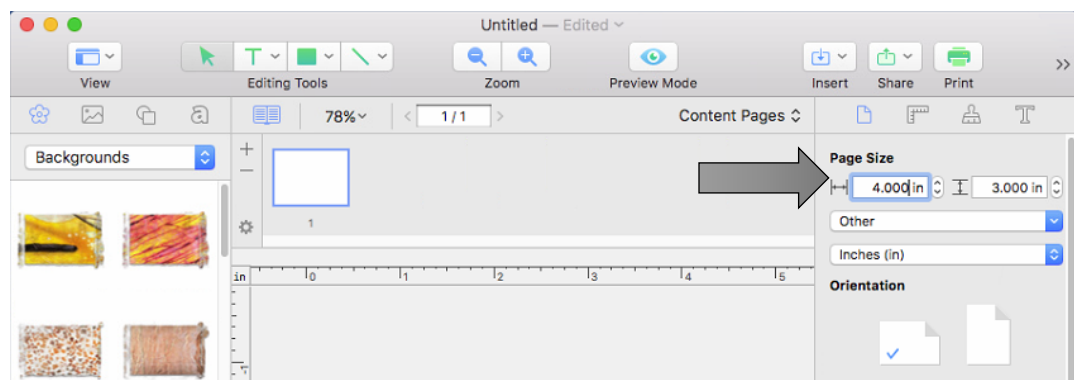 Untitled — Edited
View
Editing Tools
Zoom
Preview Mode
Insert
Share
Print
78%
1 / 1
Content Pages
Backgrounds
1
Page Size
4.000 in
3.000 in
Other
Inches (in)
Orientation
in 0 1 2 3 4 5